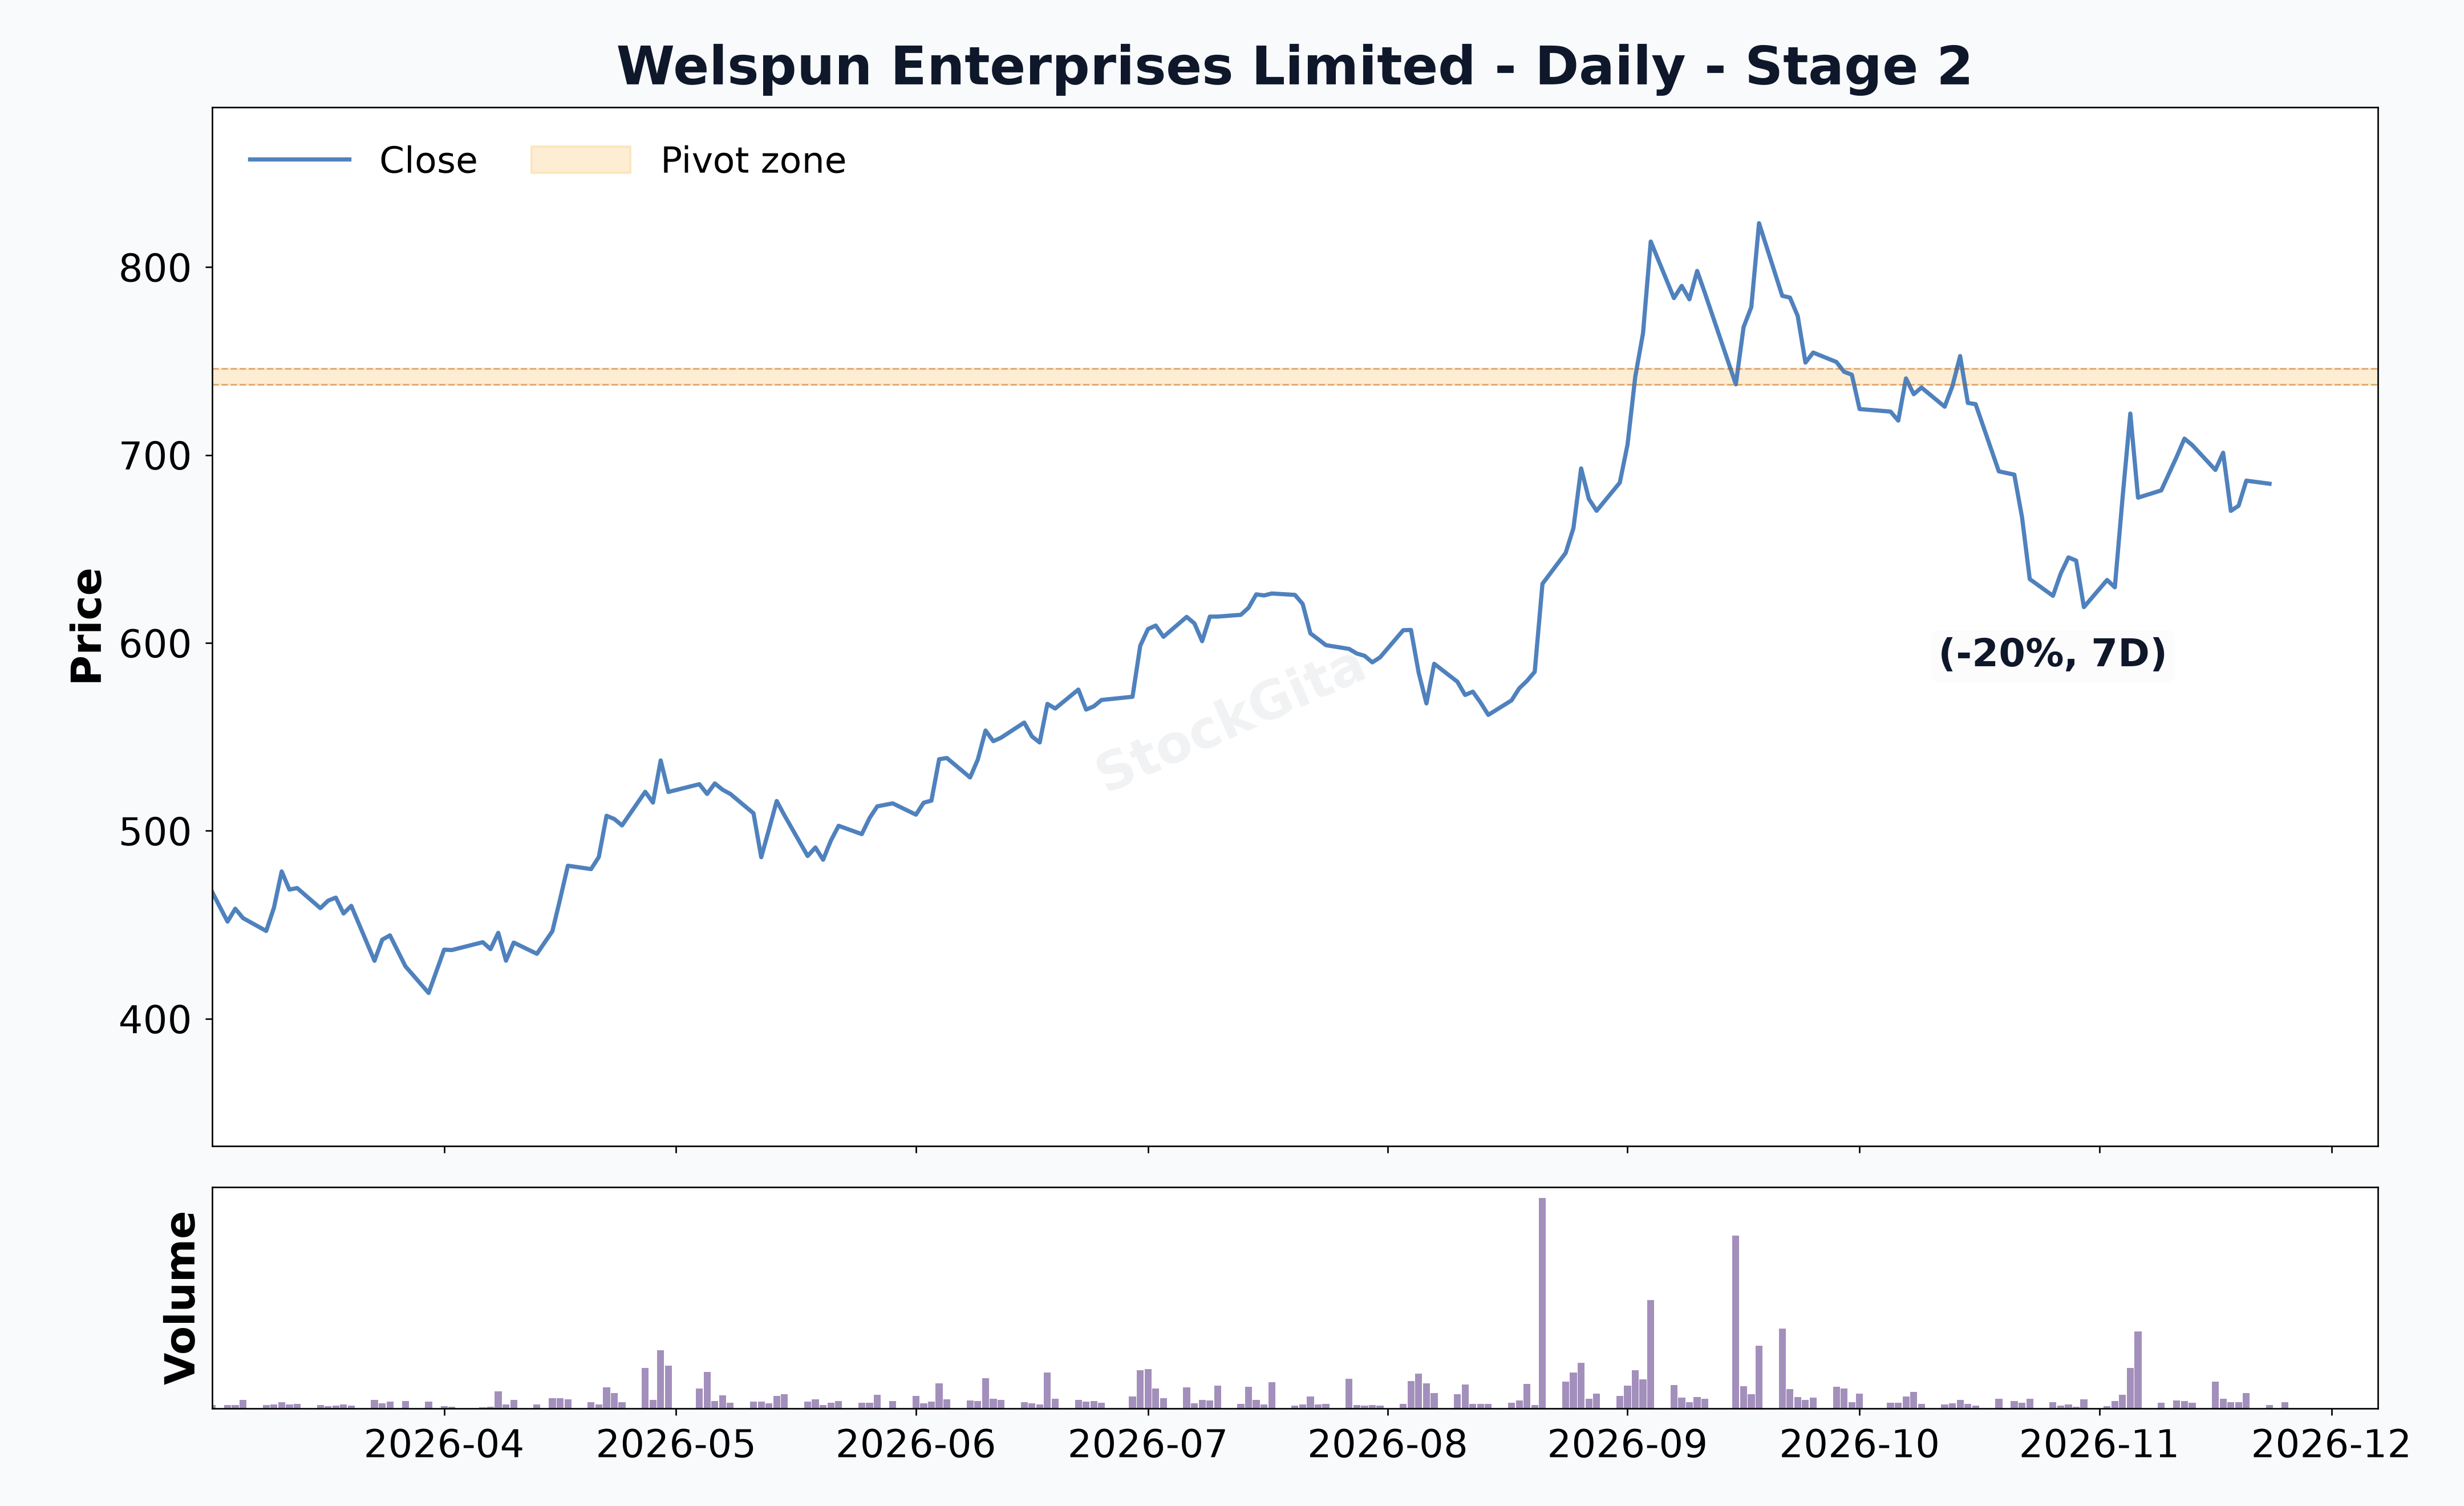 Welspun Enterprises Limited - Daily - Stage 2
Close
Pivot zone
800
700
600
500
400
Price
(-20%, 7D)
StockGita
Volume
2026-04
2026-05
2026-06
2026-07
2026-08
2026-09
2026-10
2026-11
2026-12